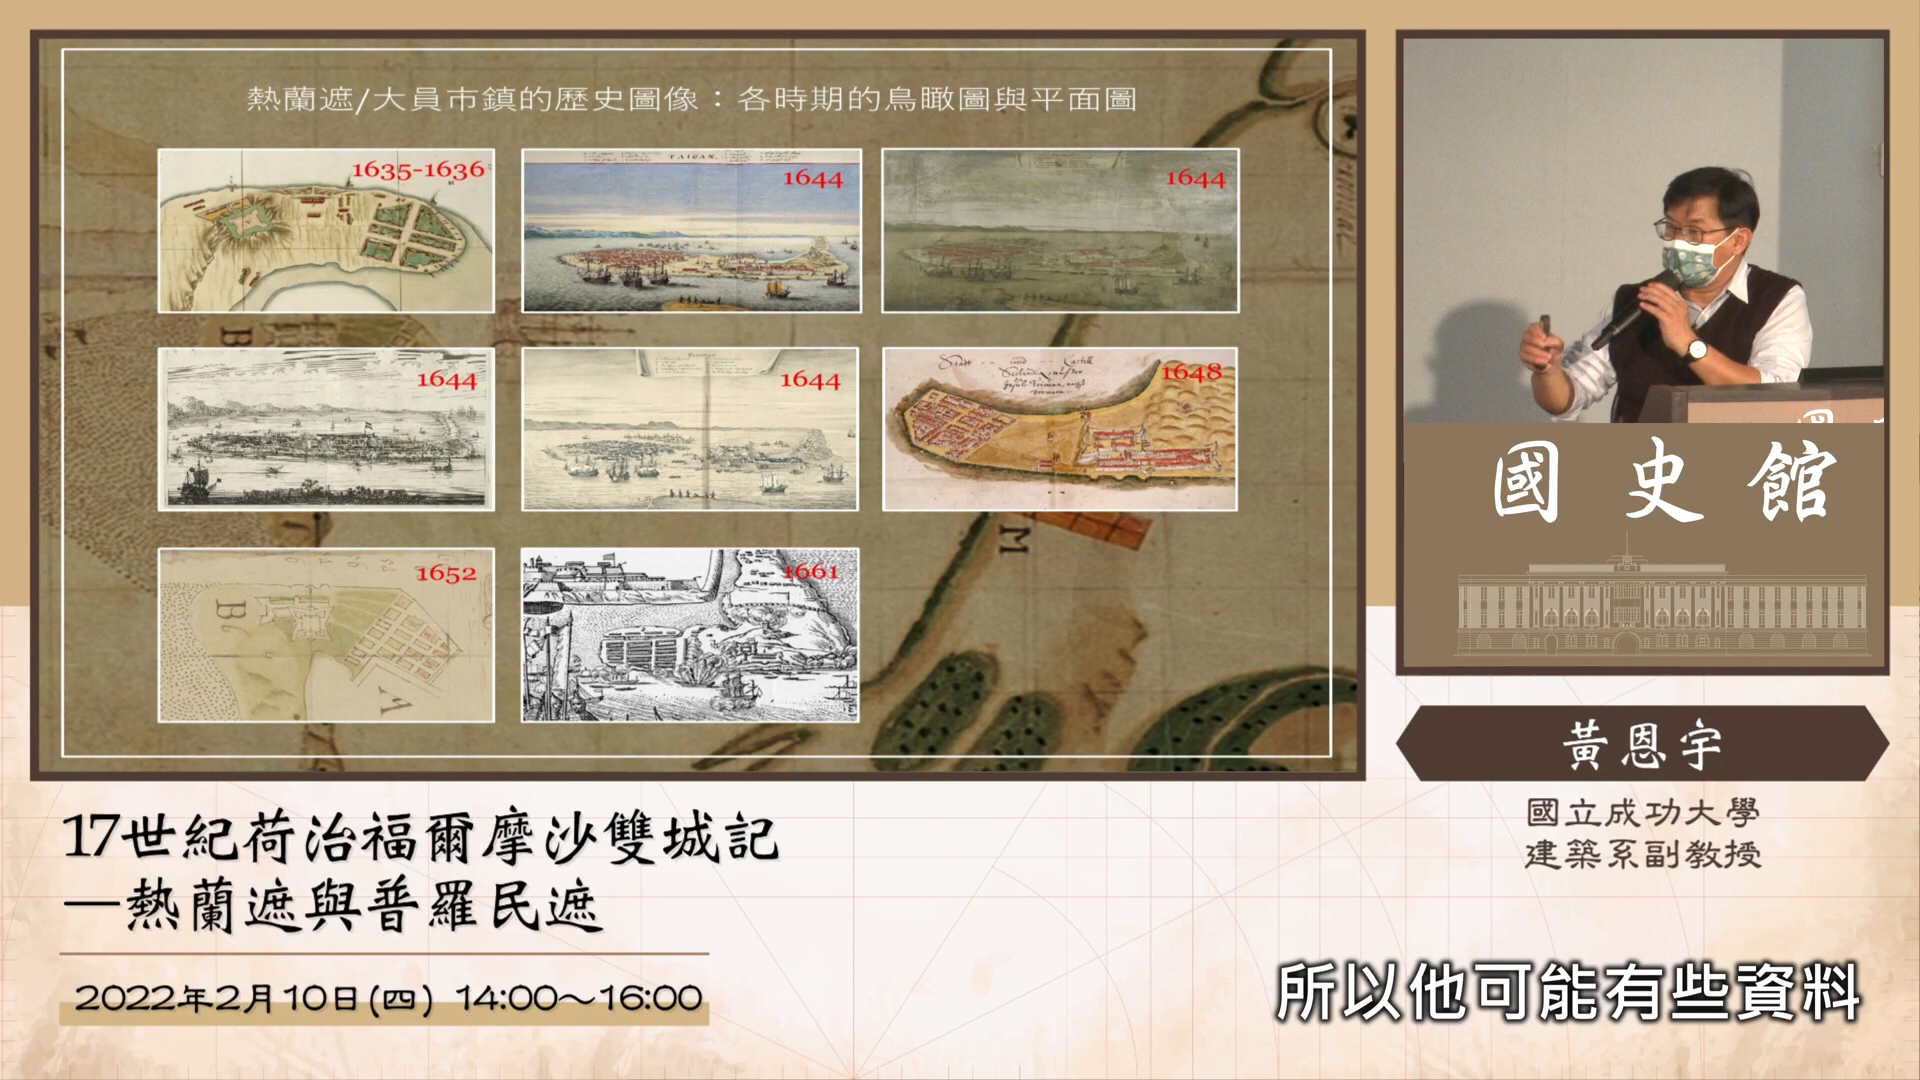 熱蘭遮/大員市鎮的歷史圖像：各時期的鳥瞰圖與平面圖
1635-1636
TAIOAN.
1644
1644
1644
1644
1648
B
M
1652
B
1661
國史館
黃恩宇
國立成功大學
建築系副教授
17世紀荷治福爾摩沙雙城記
—熱蘭遮與普羅民遮
2022年2月10日(四) 14:00～16:00
所以他可能有些資料